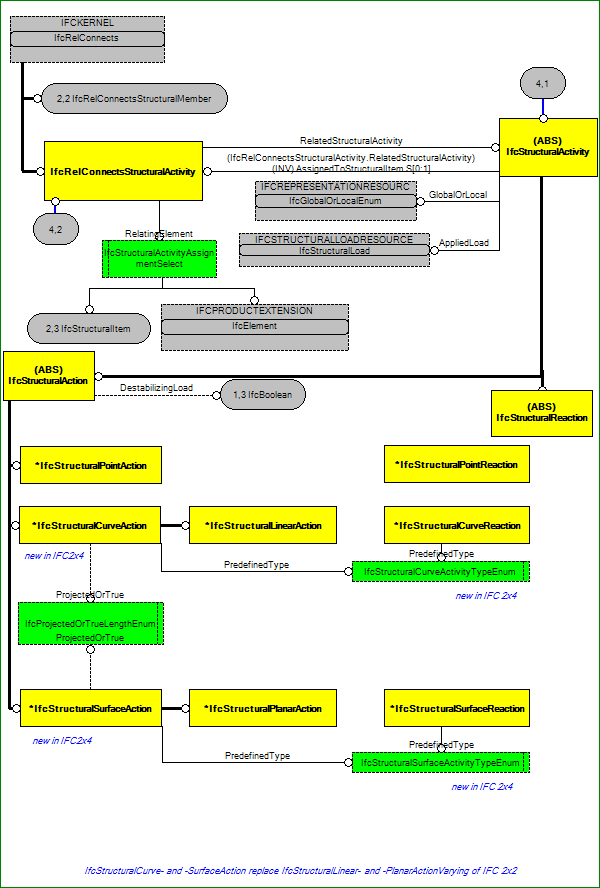 IFCKERNEL
IfcRelConnects
2,2 IfcRelConnectsStructuralMember
4,1
(ABS)
IfcStructuralActivity
RelatedStructuralActivity
(IfcRelConnectsStructuralActivity.RelatedStructuralActivity)
(INV) AssignedToStructuralItem S[0:1]
IfcRelConnectsStructuralActivity
IFCREPRESENTATIONRESOURC
IfcGlobalOrLocalEnum
GlobalOrLocal
4,2
RelatingElement
IFCSTRUCTURALLOADRESOURCE
IfcStructuralLoad
AppliedLoad
IfcStructuralActivityAssign
mentSelect
2,3 IfcStructuralItem
IFCPRODUCTEXTENSION
IfcElement
(ABS)
IfcStructuralAction
DestabilizingLoad
1,3 IfcBoolean
(ABS)
IfcStructuralReaction
*IfcStructuralPointAction
*IfcStructuralPointReaction
*IfcStructuralCurveAction
*IfcStructuralLinearAction
*IfcStructuralCurveReaction
new in IFC2x4
PredefinedType
PredefinedType
IfcStructuralCurveActivityTypeEnum
new in IFC 2x4
ProjectedOrTrue
IfcProjectedOrTrueLengthEnum
ProjectedOrTrue
*IfcStructuralSurfaceAction
*IfcStructuralPlanarAction
*IfcStructuralSurfaceReaction
new in IFC2x4
PredefinedType
PredefinedType
IfcStructuralSurfaceActivityTypeEnum
new in IFC 2x4
IfcStructuralCurve- and -SurfaceAction replace IfcStructuralLinear- and -PlanarActionVarying of IFC 2x2